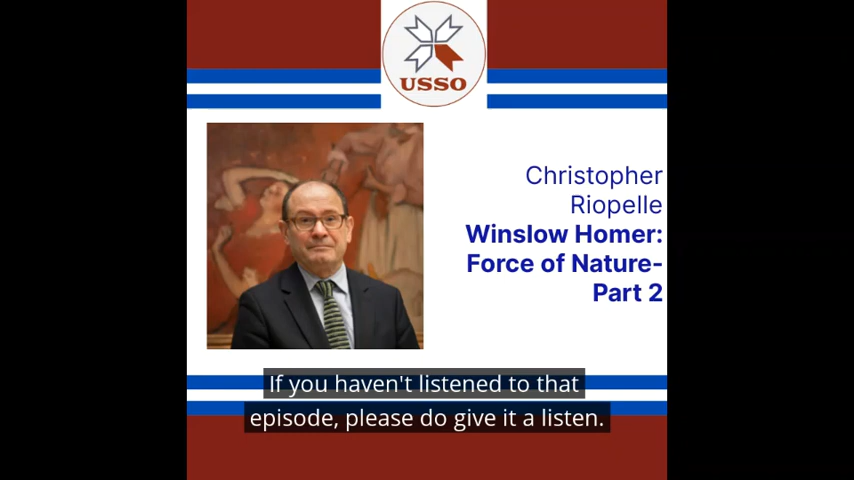 USSO
Christopher
Riopelle
Winslow Homer:
Force of Nature-
Part 2
If you haven't listened to that
episode, please do give it a listen.